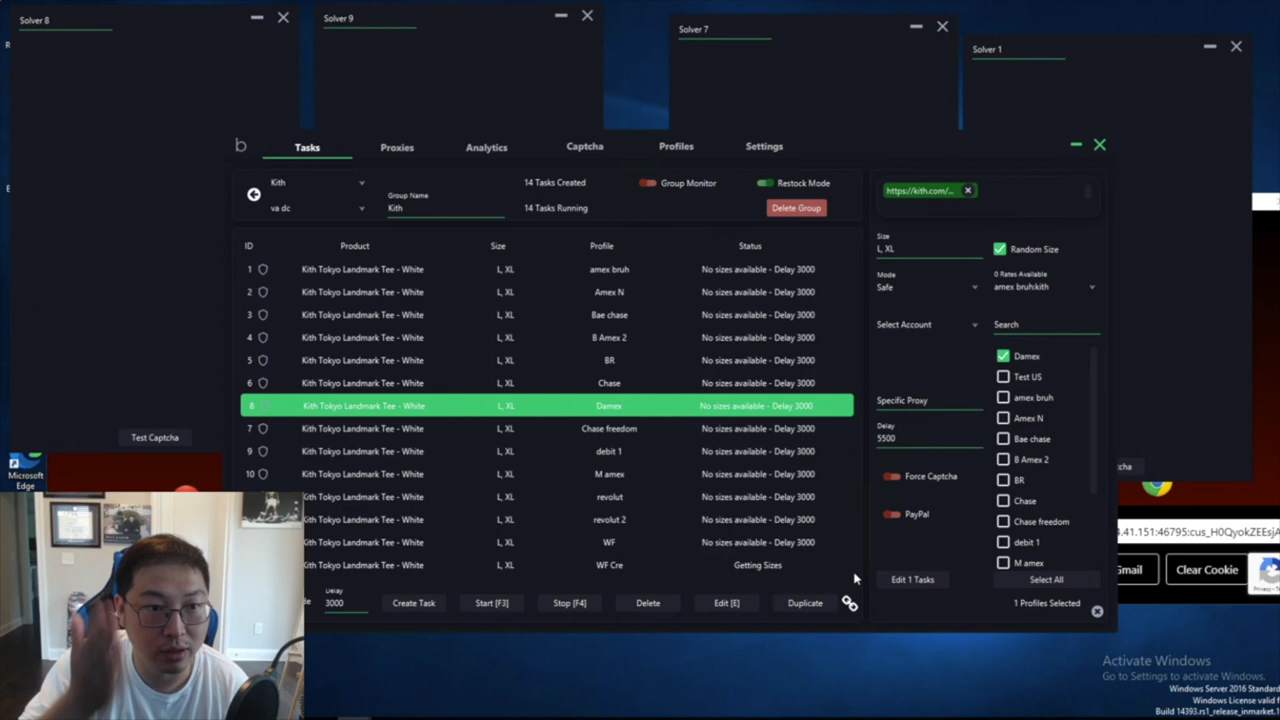 Solver 8
Solver 9
Solver 7
Solver 1
b
Tasks
Proxies
Analytics
Captcha
Profiles
Settings
Kith
14 Tasks Created
Group Monitor
Restock Mode
https://kith.com/...
va dc
Group Name
Kith
14 Tasks Running
Delete Group
ID Product Size Profile Status
1 Kith Tokyo Landmark Tee - White L, XL amex bruh No sizes available - Delay 3000
2 Kith Tokyo Landmark Tee - White L, XL Amex N No sizes available - Delay 3000
3 Kith Tokyo Landmark Tee - White L, XL Bae chase No sizes available - Delay 3000
4 Kith Tokyo Landmark Tee - White L, XL B Amex 2 No sizes available - Delay 3000
5 Kith Tokyo Landmark Tee - White L, XL BR No sizes available - Delay 3000
6 Kith Tokyo Landmark Tee - White L, XL Chase No sizes available - Delay 3000
8 Kith Tokyo Landmark Tee - White L, XL Damex No sizes available - Delay 3000
7 Kith Tokyo Landmark Tee - White L, XL Chase freedom No sizes available - Delay 3000
9 Kith Tokyo Landmark Tee - White L, XL debit 1 No sizes available - Delay 3000
10 Kith Tokyo Landmark Tee - White L, XL M amex No sizes available - Delay 3000
Kith Tokyo Landmark Tee - White L, XL revolut No sizes available - Delay 3000
Kith Tokyo Landmark Tee - White L, XL revolut 2 No sizes available - Delay 3000
Kith Tokyo Landmark Tee - White L, XL WF No sizes available - Delay 3000
Kith Tokyo Landmark Tee - White L, XL WF Cre Getting Sizes
Delay
3000
Create Task
Start [F3]
Stop [F4]
Delete
Edit [E]
Duplicate
Size
L, XL
Random Size
Mode
Safe
0 Rates Available
amex bruh:kith
Select Account
Search
Damex
Test US
amex bruh
Amex N
Bae chase
B Amex 2
BR
Chase
Chase freedom
debit 1
M amex
Specific Proxy
Delay
5500
Force Captcha
PayPal
Edit 1 Tasks
Select All
1 Profiles Selected
Test Captcha
Microsoft
Edge
tcha
4.41.151:46795:cus_H0QyokZEEsjA
Gmail
Clear Cookie
Activate Windows
Go to Settings to activate Windows.
Windows Server 2016 Standard
Windows License valid f
Build 14393.rs1_release_inmarket.1